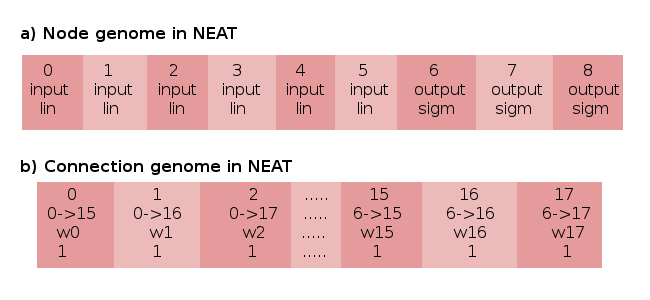 a) Node genome in NEAT
0 1 2 3 4 5 6 7 8
input input input input input input output output output
lin lin lin lin lin lin sigm sigm sigm
b) Connection genome in NEAT
0 1 2 ..... 15 16 17
0->15 0->16 0->17 ..... 6->15 6->16 6->17
w0 w1 w2 ..... w15 w16 w17
1 1 1 ..... 1 1 1